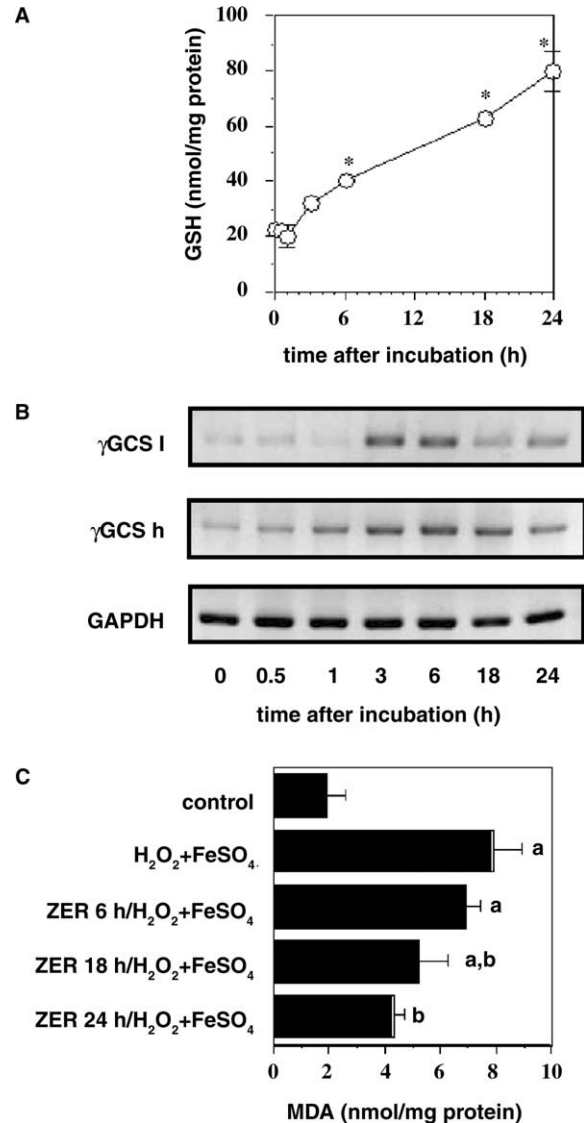 A
GSH (nmol/mg protein)
100
80
60
40
20
0
*
*
*
0 6 12 18 24
time after incubation (h)
B
γGCS l
γGCS h
GAPDH
0 0.5 1 3 6 18 24
time after incubation (h)
C
control
H₂O₂+FeSO₄.
a
ZER 6 h/H₂O₂+FeSO₄
a
ZER 18 h/H₂O₂+FeSO₄
a,b
ZER 24 h/H₂O₂+FeSO₄
b
0 2 4 6 8 10
MDA (nmol/mg protein)